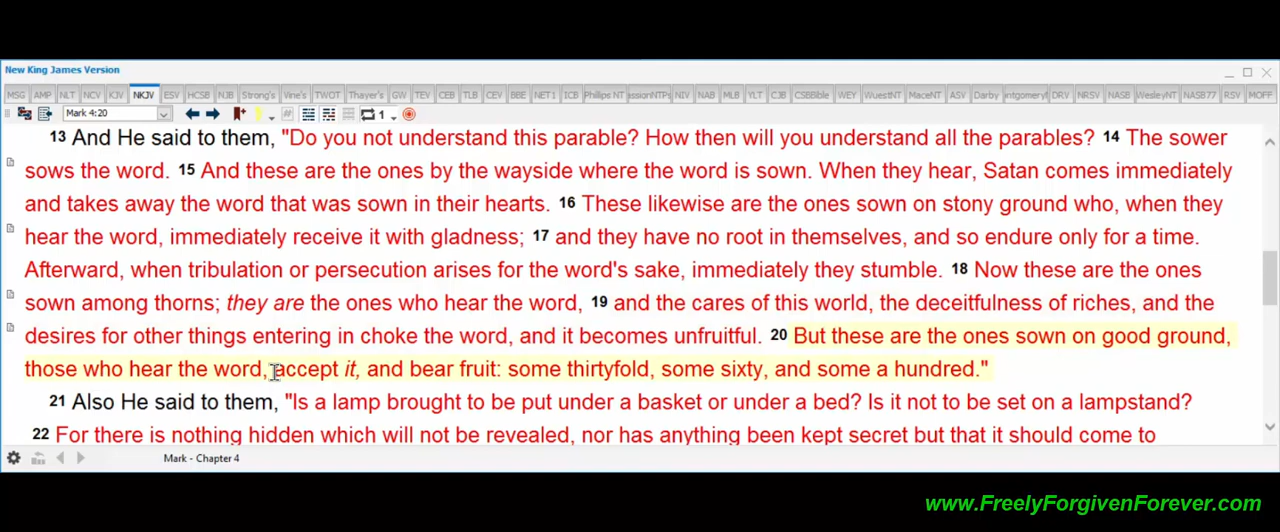 New King James Version
MSG AMP NLT NCV KJV NKJV ESV HCSB NJB Strong's Vine's TWOT Thayer's GW TEV CEB TLB CEV BBE NET1 ICB Phillips NT assionNTPs NIV NAB MLB YLT CJB CSBBible WEY WuestNT MaceNT ASV Darby ontgomeryf DRV NRSV NASB WesleyNT NAS77 RSV MOFF
Mark 4:20 1
13 And He said to them, "Do you not understand this parable? How then will you understand all the parables? 14 The sower
sows the word. 15 And these are the ones by the wayside where the word is sown. When they hear, Satan comes immediately
and takes away the word that was sown in their hearts. 16 These likewise are the ones sown on stony ground who, when they
hear the word, immediately receive it with gladness; 17 and they have no root in themselves, and so endure only for a time.
Afterward, when tribulation or persecution arises for the word's sake, immediately they stumble. 18 Now these are the ones
sown among thorns; they are the ones who hear the word, 19 and the cares of this world, the deceitfulness of riches, and the
desires for other things entering in choke the word, and it becomes unfruitful. 20 But these are the ones sown on good ground,
those who hear the word, accept it, and bear fruit: some thirtyfold, some sixty, and some a hundred."
21 Also He said to them, "Is a lamp brought to be put under a basket or under a bed? Is it not to be set on a lampstand?
22 For there is nothing hidden which will not be revealed, nor has anything been kept secret but that it should come to
Mark - Chapter 4
www.FreelyForgivenForever.com